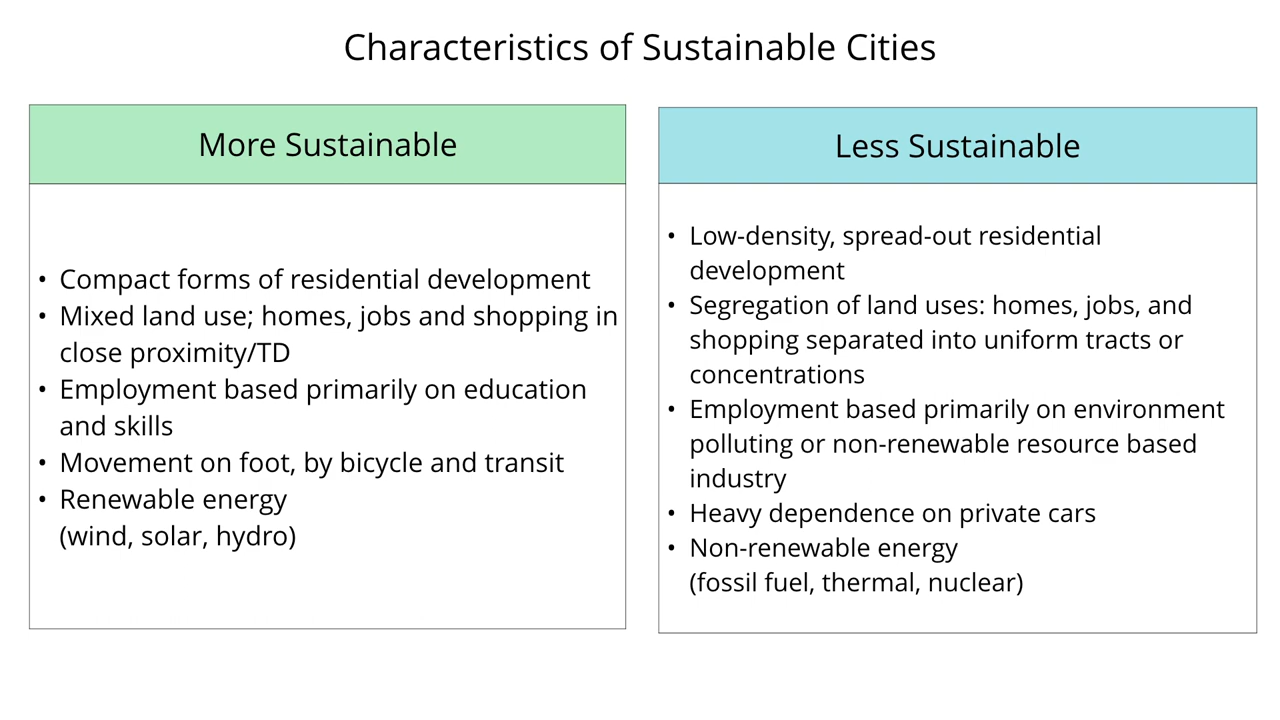 Characteristics of Sustainable Cities
More Sustainable
• Compact forms of residential development
• Mixed land use; homes, jobs and shopping in
close proximity/TD
• Employment based primarily on education
and skills
• Movement on foot, by bicycle and transit
• Renewable energy
(wind, solar, hydro)
Less Sustainable
• Low-density, spread-out residential
development
• Segregation of land uses: homes, jobs, and
shopping separated into uniform tracts or
concentrations
• Employment based primarily on environment
polluting or non-renewable resource based
industry
• Heavy dependence on private cars
• Non-renewable energy
(fossil fuel, thermal, nuclear)